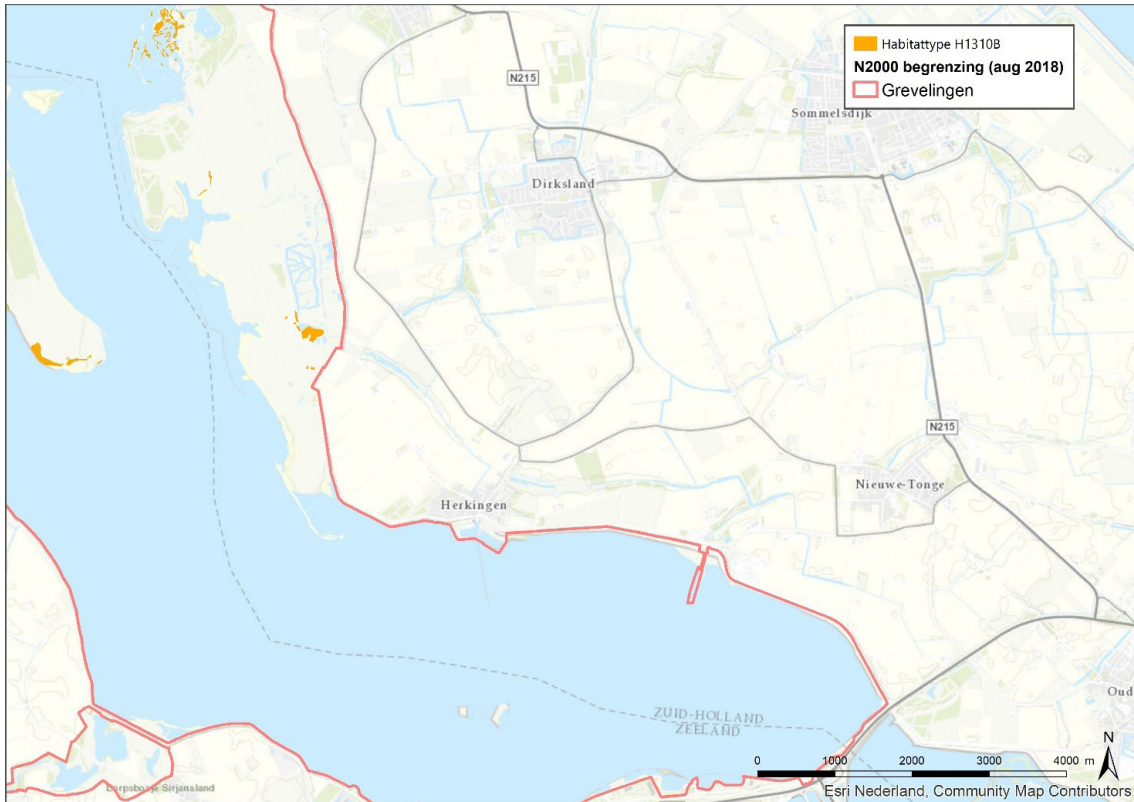 Habitattype H1310B
N2000 begrenzing (aug 2018)
Grevelingen
N215
Sommelsdijk
Dirksland
N215
Nieuwe-Tonge
Herkingen
Oud
ZUID-HOLLAND
ZEELAND
N
0 1000 2000 3000 4000 m
Sirjansland
Esri Nederland, Community Map Contributors